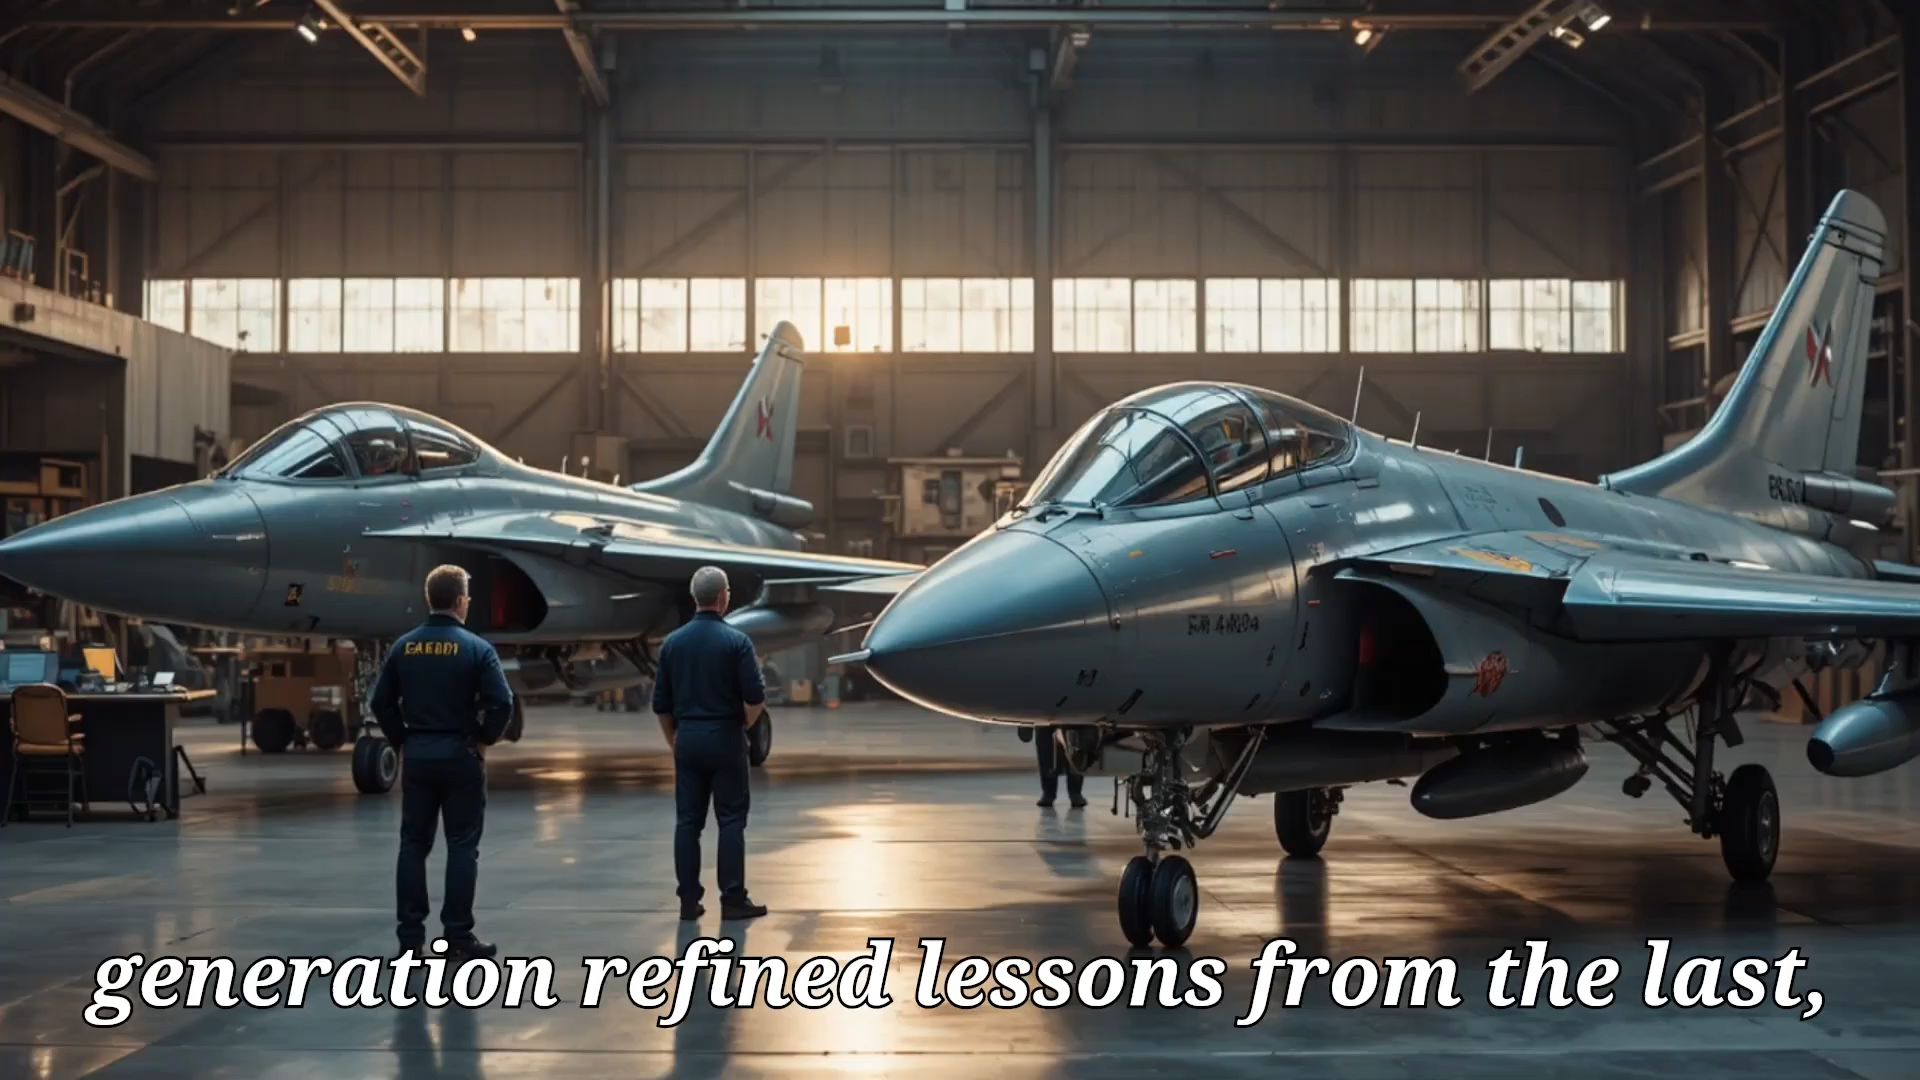 generation refined lessons from the last,